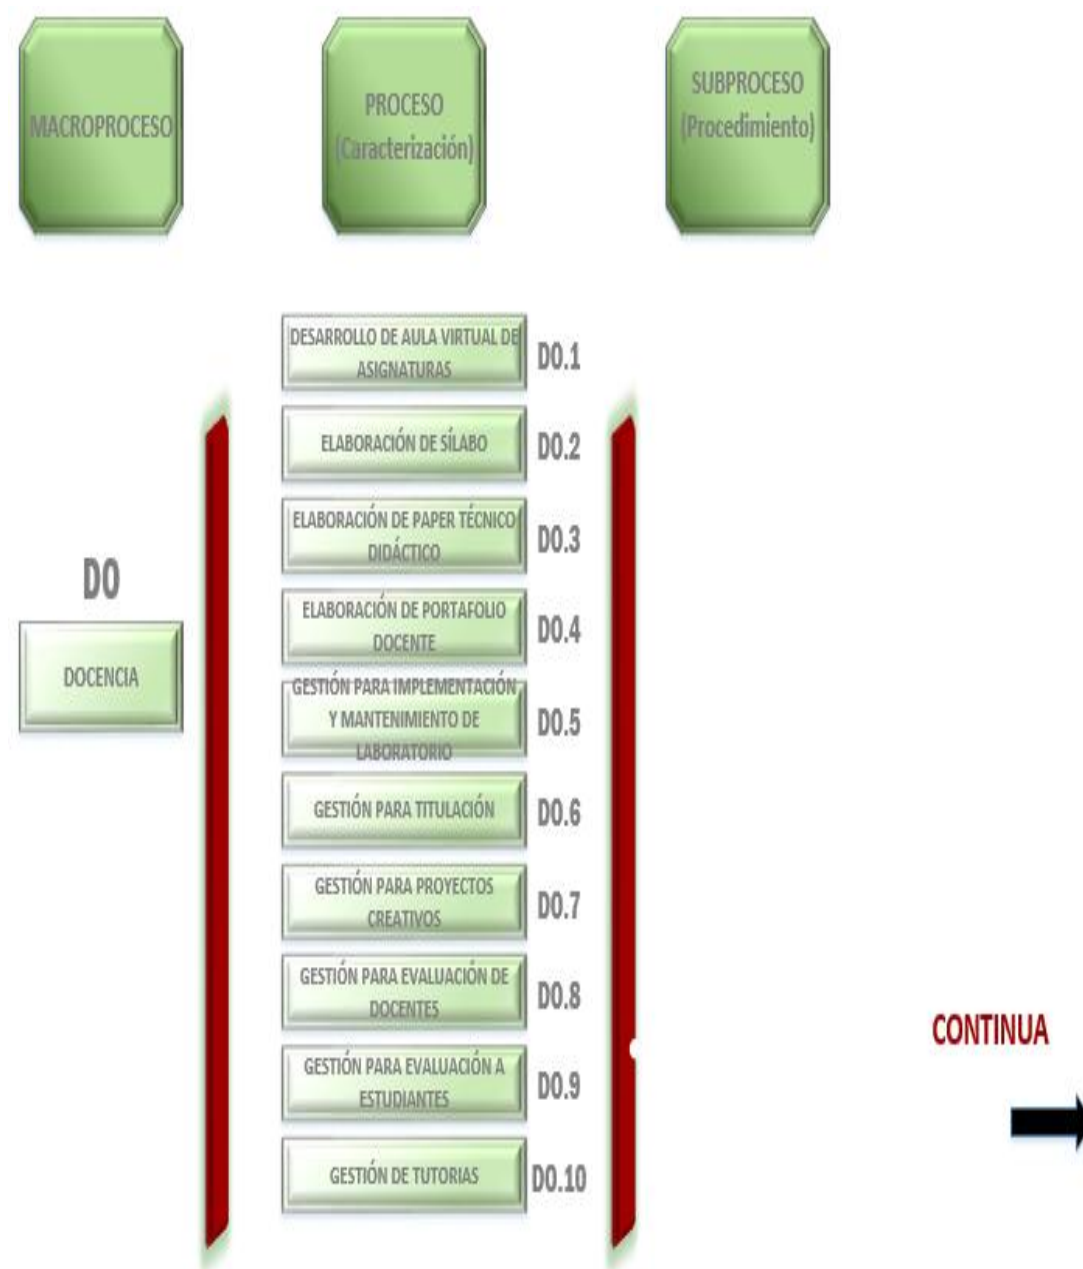 MACROPROCESO
PROCESO
(Caracterización)
SUBPROCESO
(Procedimiento)
DESARROLLO DE AULA VIRTUAL DE
ASIGNATURAS
DO.1
ELABORACIÓN DE SÍLABO
DO.2
ELABORACIÓN DE PAPER TÉCNICO
DIDÁCTICO
DO.3
DO
DOCENCIA
ELABORACIÓN DE PORTAFOLIO
DOCENTE
DO.4
GESTIÓN PARA IMPLEMENTACIÓN
Y MANTENIMIENTO DE
LABORATORIO
DO.5
GESTIÓN PARA TITULACIÓN
DO.6
GESTIÓN PARA PROYECTOS
CREATIVOS
DO.7
GESTIÓN PARA EVALUACIÓN DE
DOCENTES
DO.8
GESTIÓN PARA EVALUACIÓN A
ESTUDIANTES
DO.9
GESTIÓN DE TUTORIAS
DO.10
CONTINUA